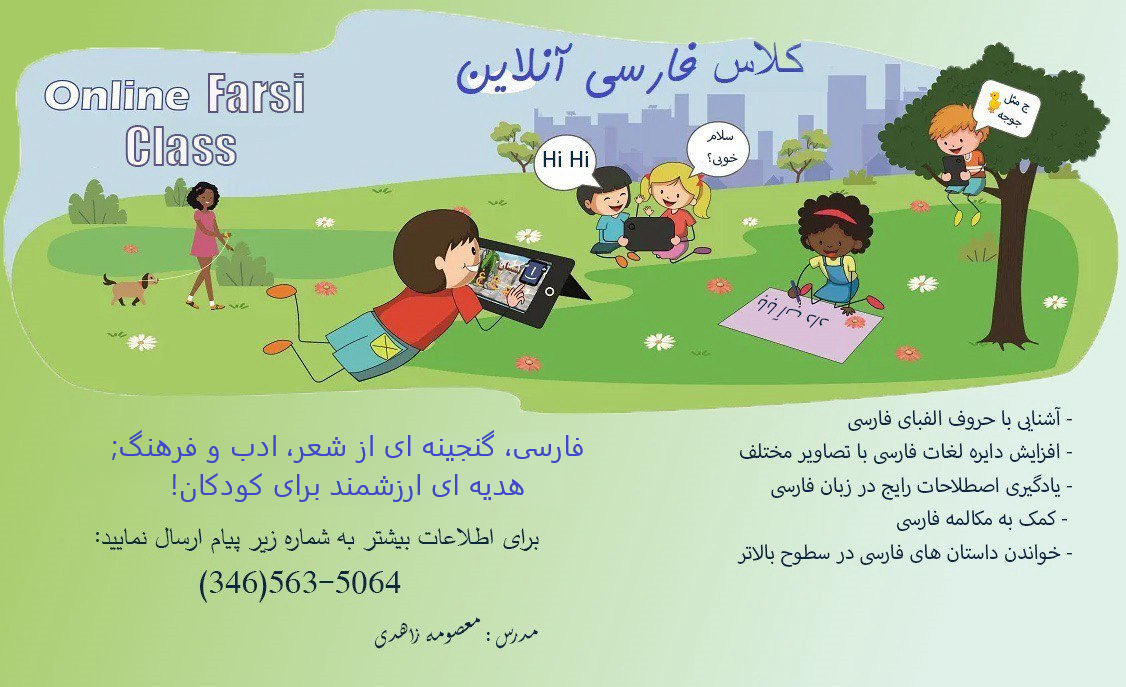 Online Farsi
Class
کلاس فارسی آنلاین
ج مثل
جوجه
سلام
خوبی؟
Hi Hi
بابا آب داد
- آشنایی با حروف الفبای فارسی
- افزایش دایره لغات فارسی با تصاویر مختلف
- یادگیری اصطلاحات رایج در زبان فارسی
- کمک به مکالمه فارسی
- خواندن داستان های فارسی در سطوح بالاتر
فارسی، گنجینه ای از شعر، ادب و فرهنگ;
هدیه ای ارزشمند برای کودکان!
برای اطلاعات بیشتر به شماره زیر پیام ارسال نمایید:
(346)563-5064
مدرس : معصومه زاهدی